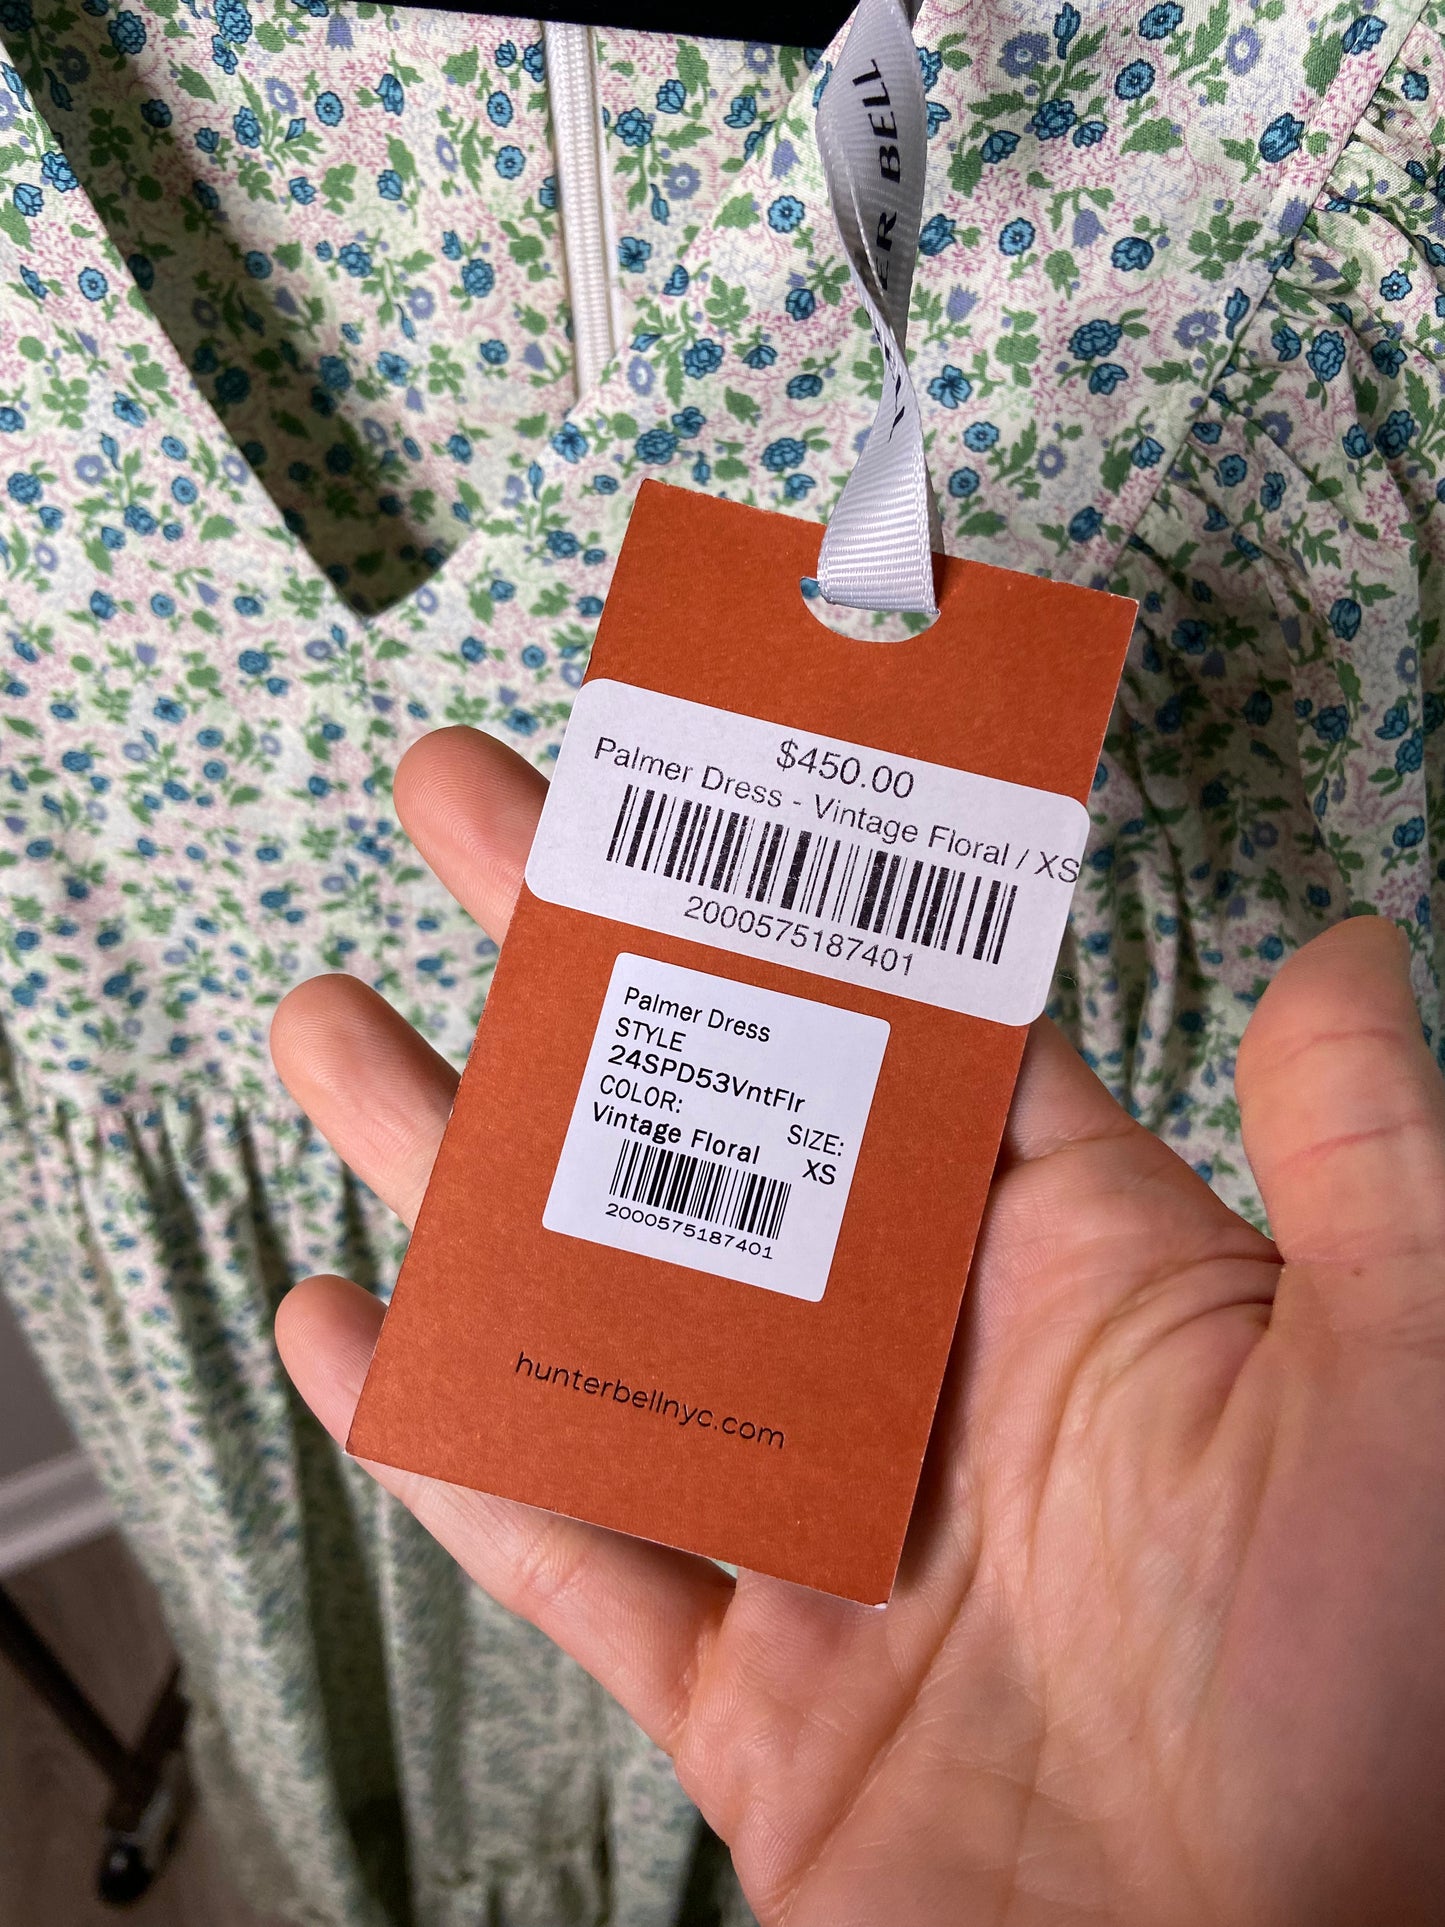 ER BELL
$450.00
Palmer Dress - Vintage Floral / XS
2000575187401
Palmer Dress
STYLE
24SPD53VntFlr
COLOR:
Vintage Floral
SIZE:
XS
2000575187401
hunterbellnyc.com